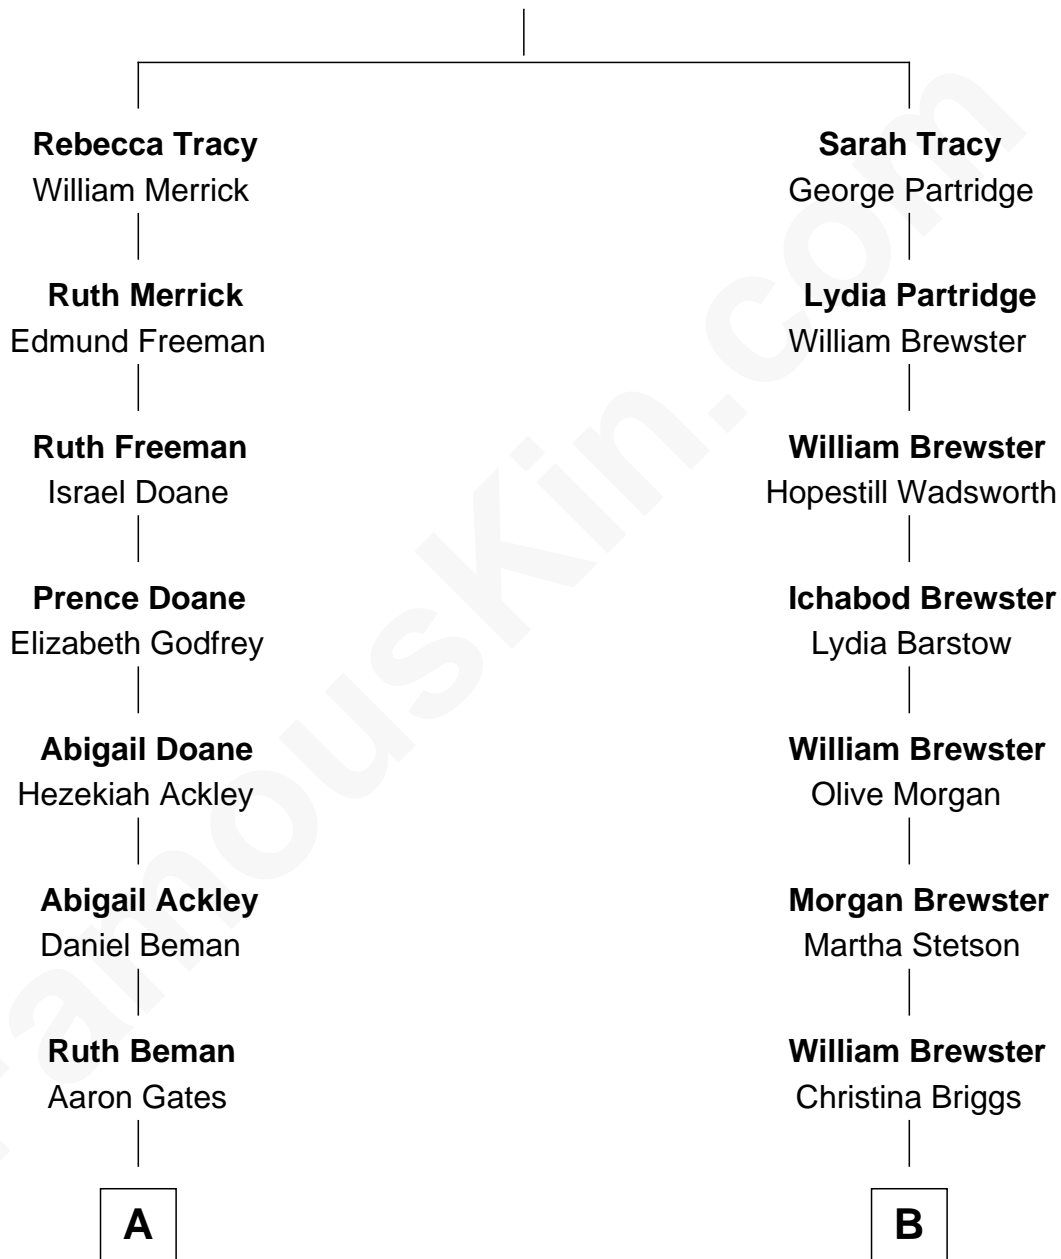 Rebecca Tracy
William Merrick
Ruth Merrick
Edmund Freeman
Ruth Freeman
Israel Doane
Prence Doane
Elizabeth Godfrey
Abigail Doane
Hezekiah Ackley
Abigail Ackley
Daniel Beman
Ruth Beman
Aaron Gates
A
Sarah Tracy
George Partridge
Lydia Partridge
William Brewster
William Brewster
Hopestill Wadsworth
Ichabod Brewster
Lydia Barstow
William Brewster
Olive Morgan
Morgan Brewster
Martha Stetson
William Brewster
Christina Briggs
B
FamousKin.com